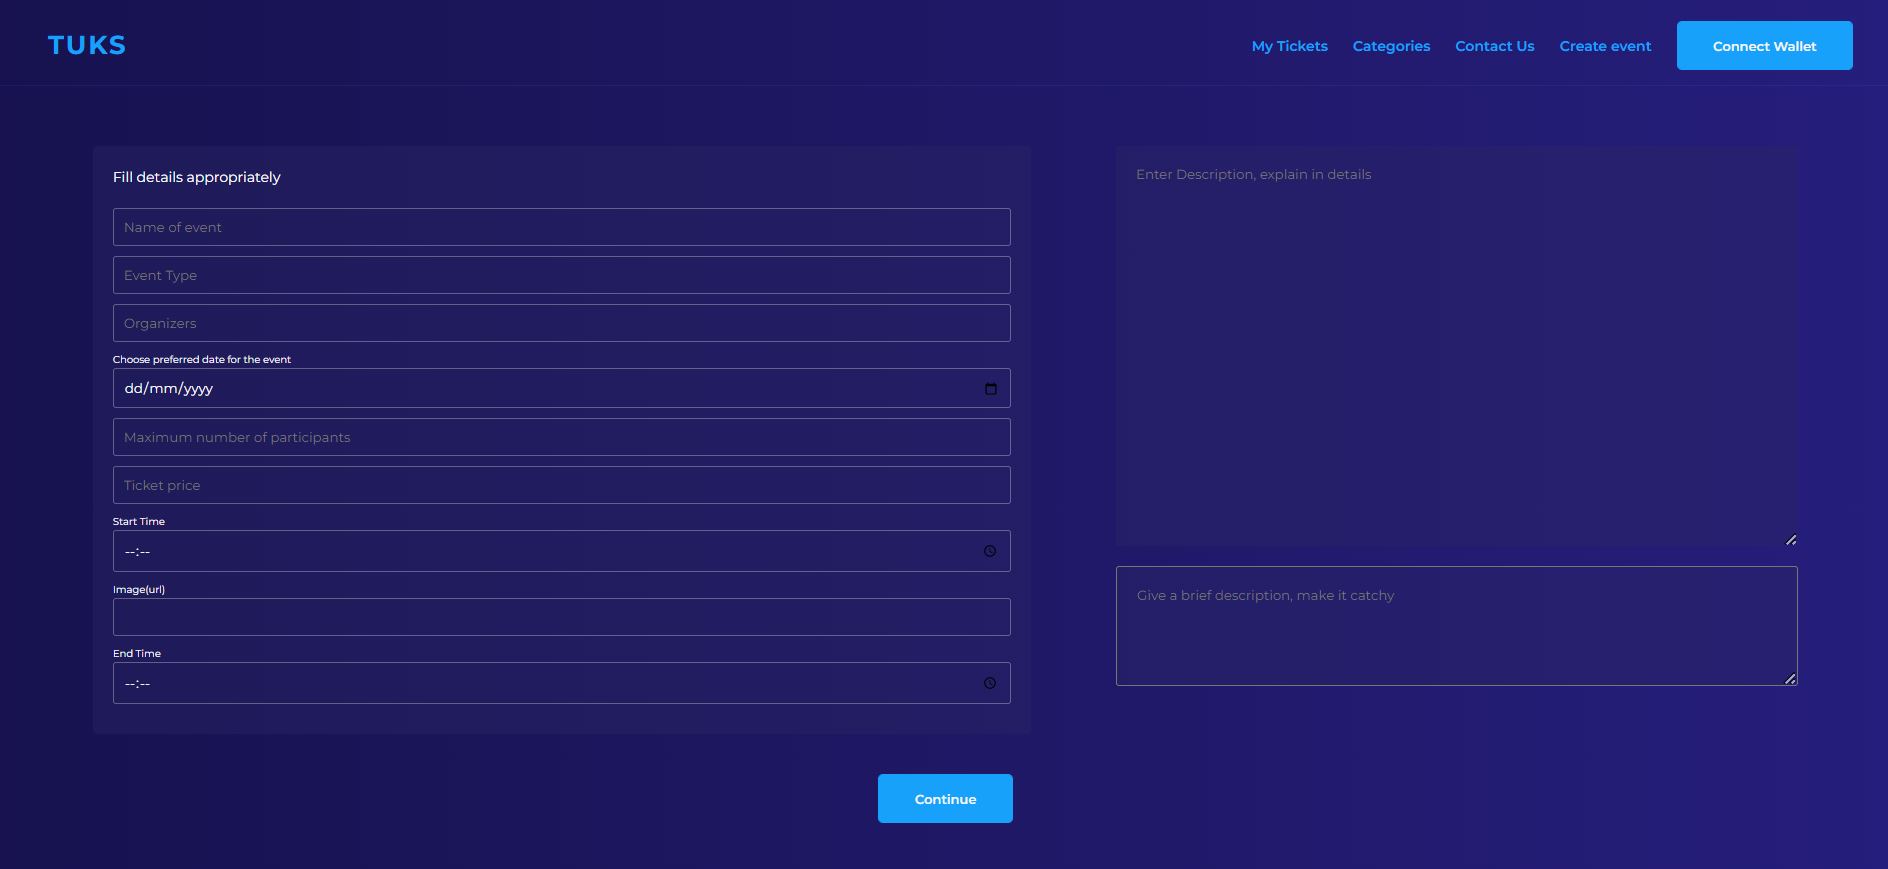 TUKS
My Tickets
Categories
Contact Us
Create event
Connect Wallet
Fill details appropriately
Name of event
Event Type
Organizers
Choose preferred date for the event
dd/mm/yyyy
Maximum number of participants
Ticket price
Start Time
--:--
Image(url)
End Time
--:--
Enter Description, explain in details
Give a brief description, make it catchy
Continue